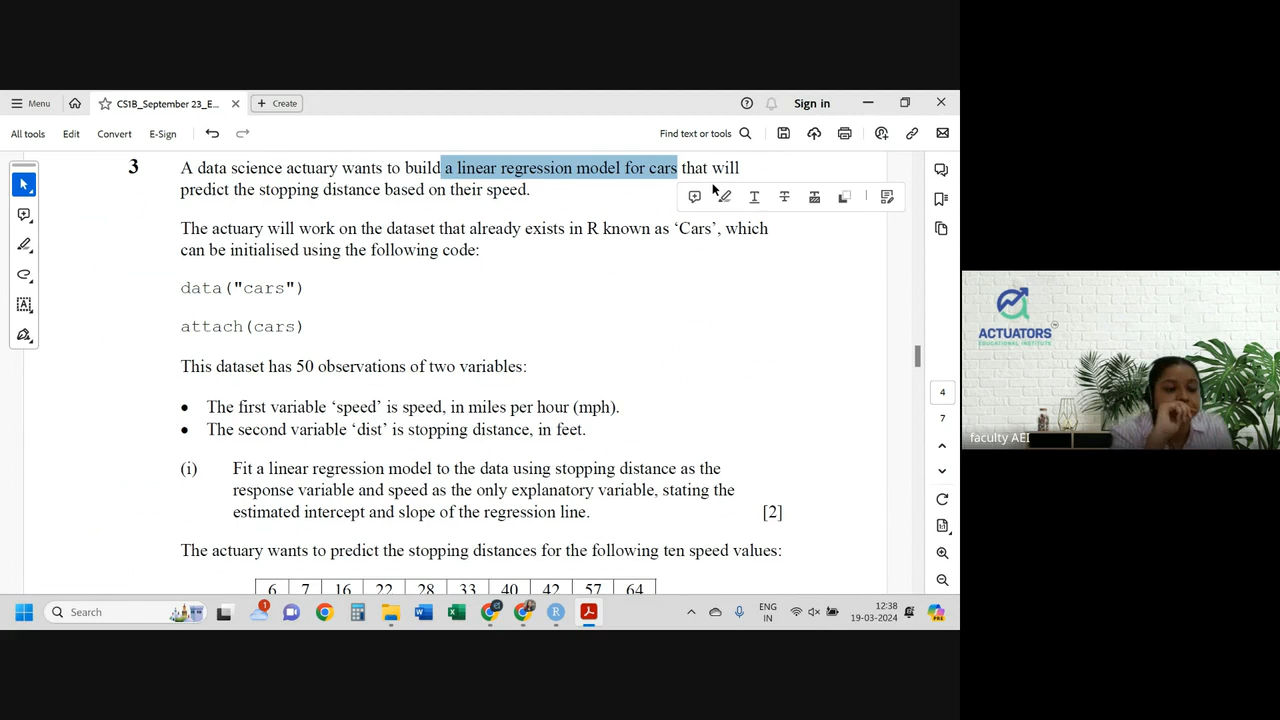 Menu
CS1B_September 23_E...
Create
Sign in
All tools
Edit
Convert
E-Sign
Find text or tools
3
A data science actuary wants to build a linear regression model for cars that will
predict the stopping distance based on their speed.
The actuary will work on the dataset that already exists in R known as ‘Cars’, which
can be initialised using the following code:
data("cars")
attach(cars)
This dataset has 50 observations of two variables:
• The first variable ‘speed’ is speed, in miles per hour (mph).
• The second variable ‘dist’ is stopping distance, in feet.
(i) Fit a linear regression model to the data using stopping distance as the
response variable and speed as the only explanatory variable, stating the
estimated intercept and slope of the regression line. [2]
The actuary wants to predict the stopping distances for the following ten speed values:
6 7 16 22 28 33 40 42 57 64
4
7
ACTUATORS
EDUCATIONAL INSTITUTE
TM
faculty AEI
Search
1
ENG
IN
12:38
19-03-2024
PRE